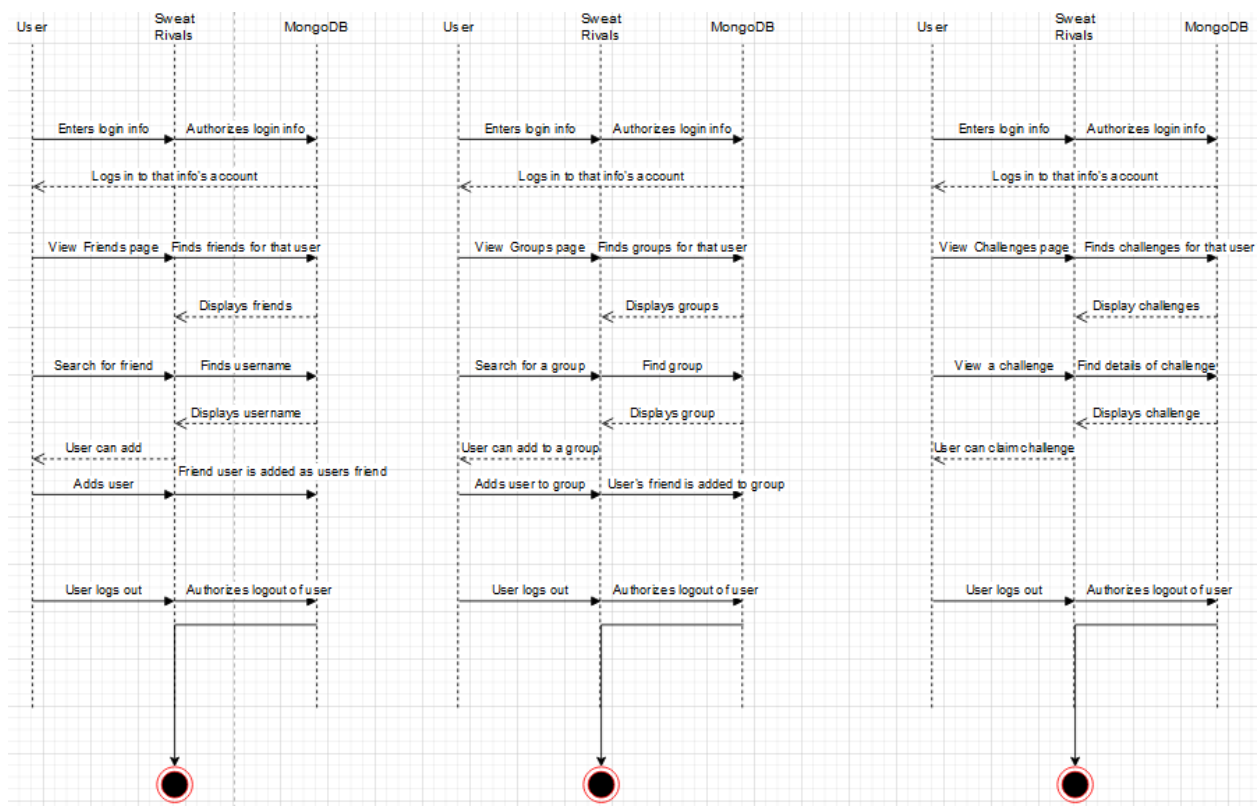 User
Sweat
Rivals
MongoDB
Enters login info
Authorizes login info
Logs in to that info's account
View Friends page
Finds friends for that user
Displays friends
Search for friend
Finds username
Displays username
User can add
Friend user is added as users friend
Adds user
User logs out
Authorizes logout of user
User
Sweat
Rivals
MongoDB
Enters login info
Authorizes login info
Logs in to that info's account
View Groups page
Finds groups for that user
Displays groups
Search for a group
Find group
Displays group
User can add to a group
Adds user to group
User's friend is added to group
User logs out
Authorizes logout of user
User
Sweat
Rivals
MongoDB
Enters login info
Authorizes login info
Logs in to that info's account
View Challenges page
Finds challenges for that user
Display challenges
View a challenge
Find details of challenge
Displays challenge
User can claim challenge
User logs out
Authorizes logout of user